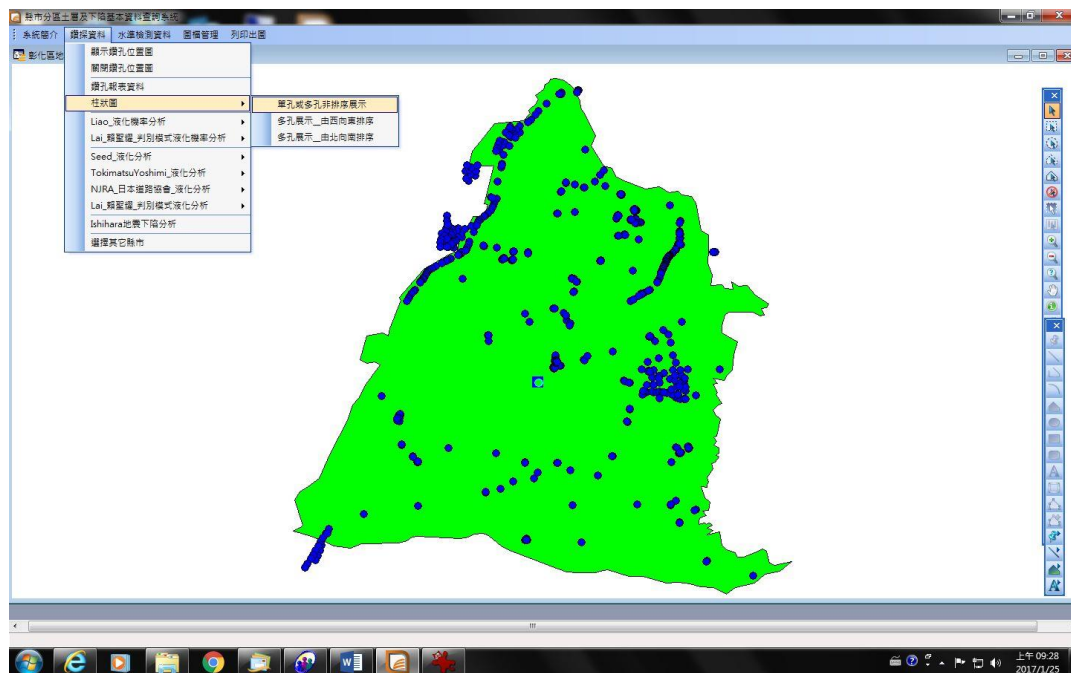 縣市分區土層及下陷基本資料查詢系統
系統簡介 鑽探資料 水準檢測資料 圖檔管理 列印出圖
彰化區地
顯示鑽孔位置圖
關閉鑽孔位置圖
鑽孔報表資料
柱狀圖
Liao_液化機率分析
Lai_賴聖耀_判別模式液化機率分析
Seed_液化分析
TokimatsuYoshimi_液化分析
NJRA_日本道路協會_液化分析
Lai_賴聖耀_判別模式液化分析
Ishihara地震下陷分析
選擇其它縣市
單孔或多孔非排序展示
多孔展示__由西向東排序
多孔展示__由北向南排序
上午 09:28
2017/1/25